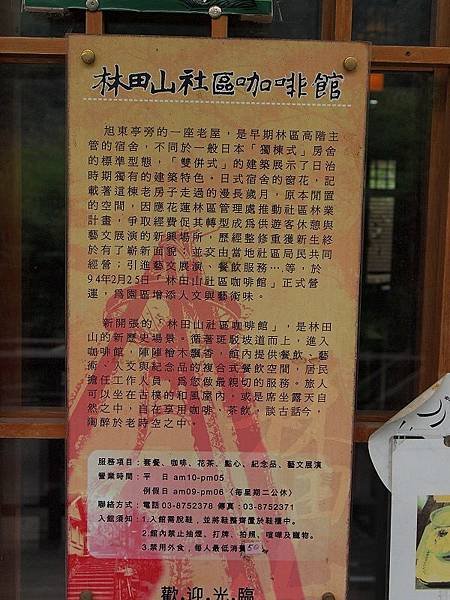 林田山社區咖啡館
旭東亭旁的一座老屋，是早期林區高階主
管的宿舍，不同於一般日本「獨棟式」房舍
的標準型態，「雙併式」的建築展示了日治
時期獨有的建築特色。日式宿舍的窗花，記
載著這棟老房子走過的漫長歲月，原本閒置
的空間，因應花蓮林區管理處推動社區林業
計畫，爭取經費促其轉型成為供遊客休憩與
藝文展演的新興場所，歷經整修重獲新生終
於有了嶄新面貌；並交由當地社區局民共同
經營；引進藝文展演、餐飲服務…等，於
94年2月25日「林田山社區咖啡館」正式營
運，為園區增添人文與藝術味。
新開張的「林田山社區咖啡館」，是林田
山的新歷史場景。循著斑駁坡道而上，進入
咖啡館，陣陣檜木飄香，館內提供餐飲、藝
術、人文與紀念品的複合式餐飲空間，居民
擔任工作人員，為您做最親切的服務。旅人
可以坐在古樸的和風屋內，或是席坐露天自
然之中，自在享用咖啡、茶飲，談古話今，
陶醉於老時空之中。
服務項目：套餐、咖啡、花茶、點心、紀念品、藝文展演
營業時間：平 日 am10-pm05
例假日 am09-pm06〈每星期二公休〉
聯絡方式：電話03-8752378 傳真：03-8752371
入館須知：1.入館需脫鞋，並將鞋整齊置於鞋櫃中。
2.館內禁止抽煙、打牌、拍照、喧嘩及寵物。
3.禁用外食，每人最低消費50
歡.迎.光.臨